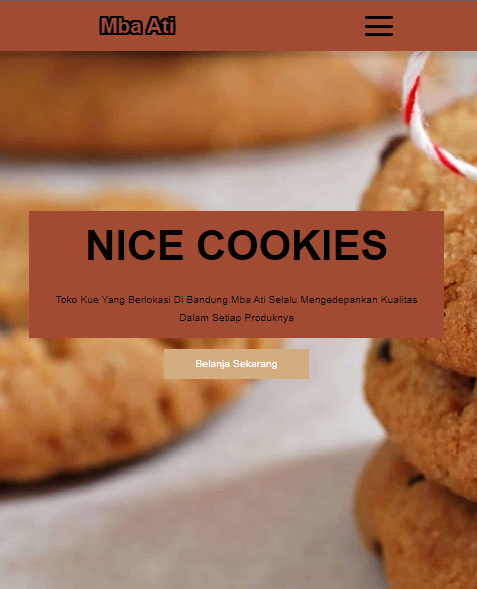 Mba Ati
NICE COOKIES
Toko Kue Yang Berlokasi Di Bandung Mba Ati Selalu Mengedepankan Kualitas
Dalam Setiap Produknya
Belanja Sekarang